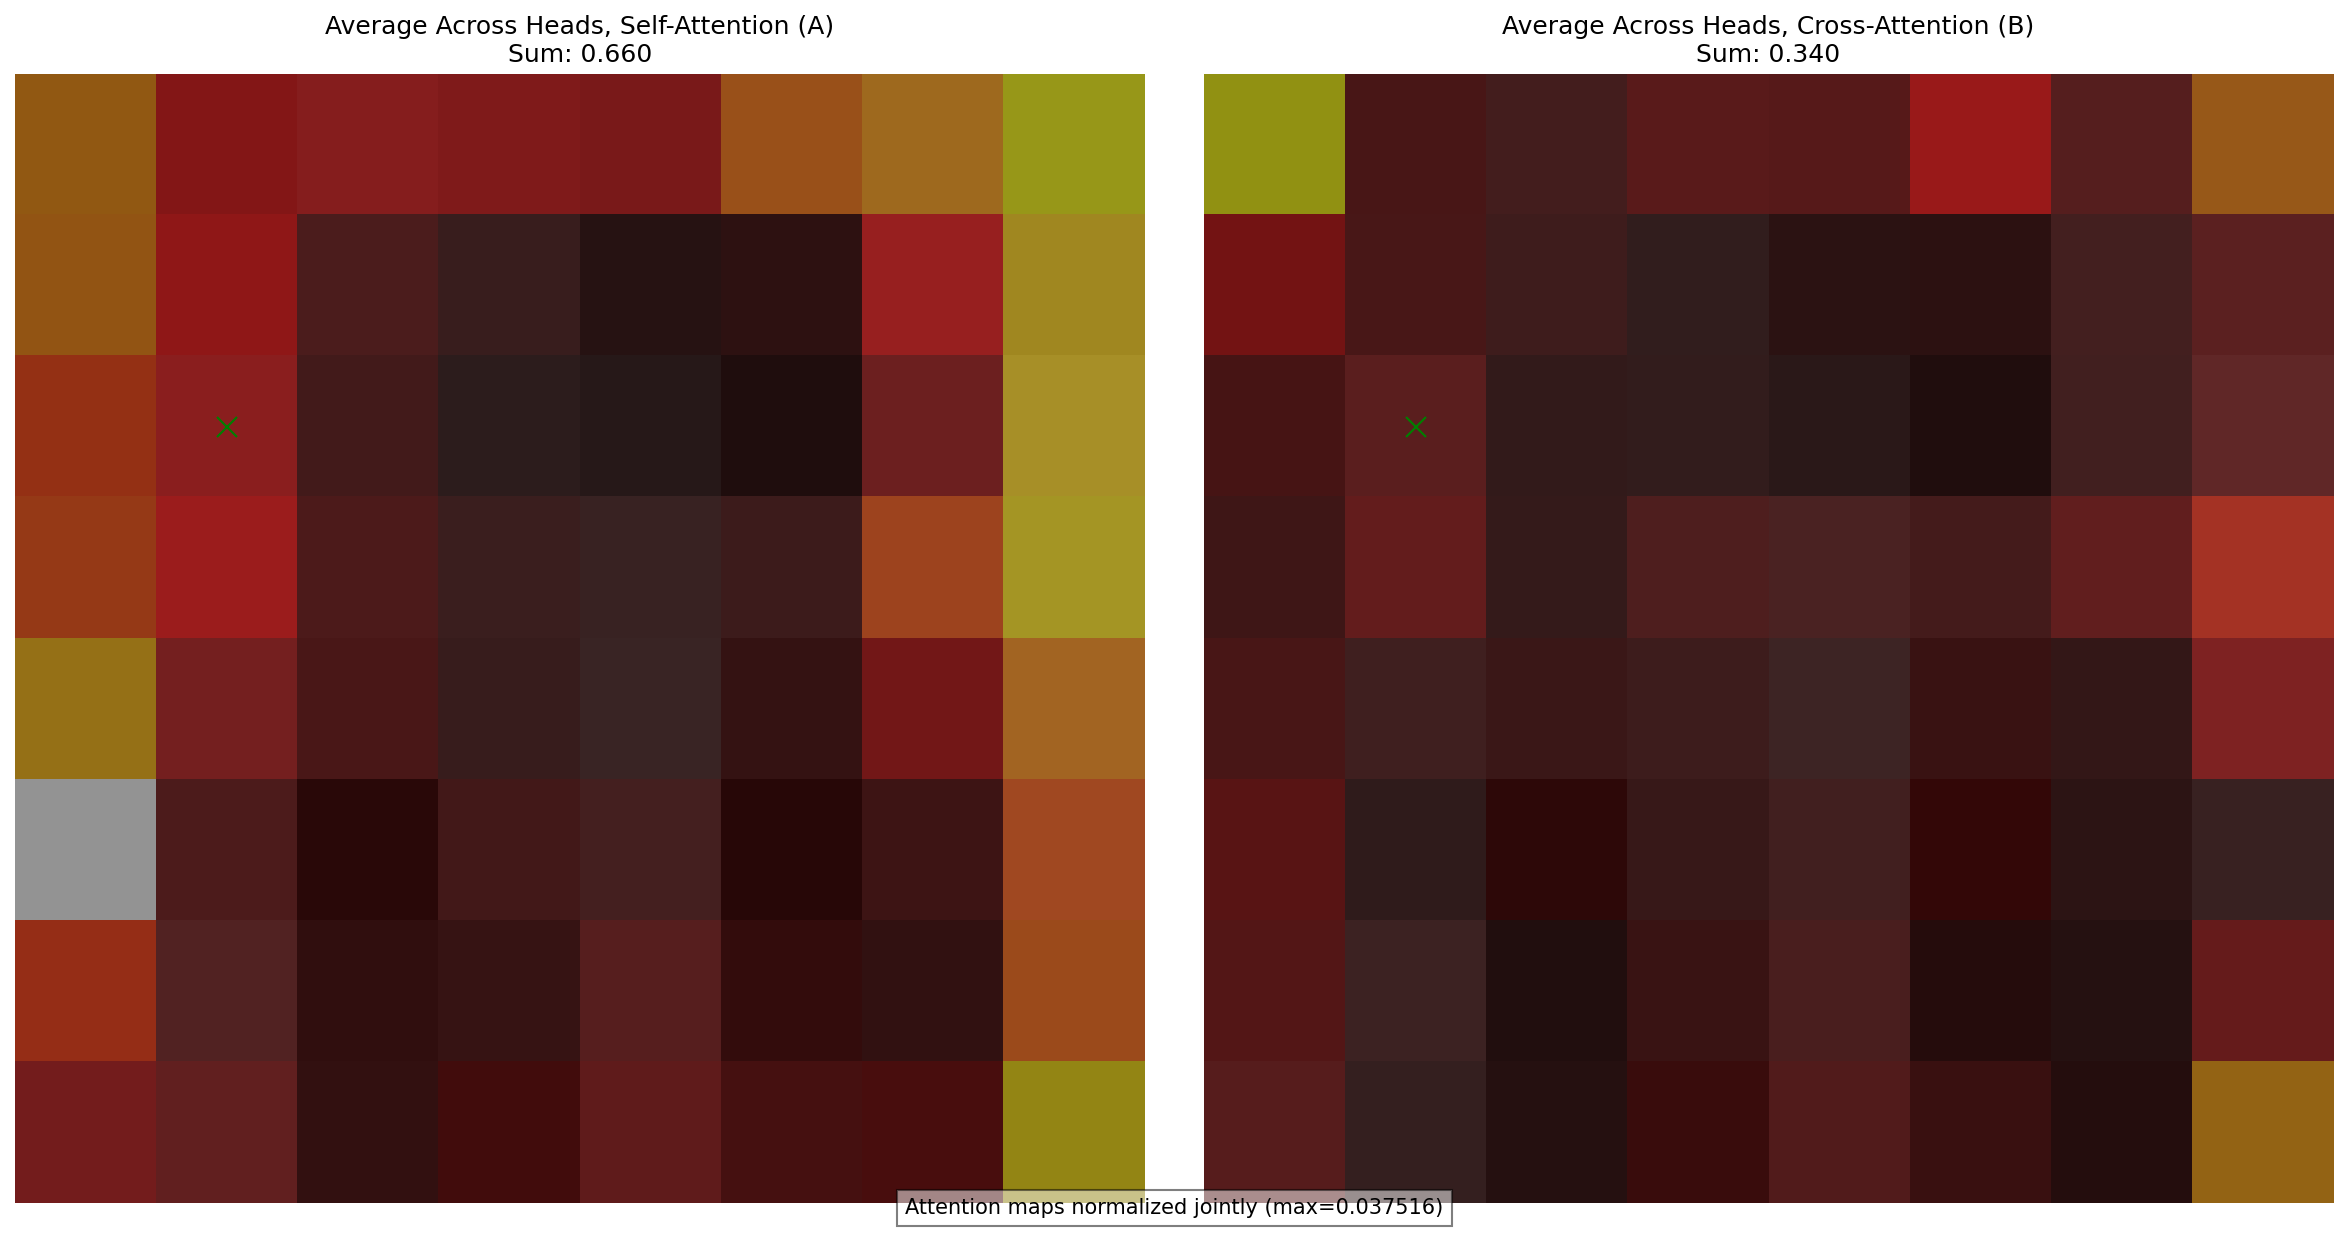 Average Across Heads, Self-Attention (A)
Sum: 0.660
Average Across Heads, Cross-Attention (B)
Sum: 0.340
Attention maps normalized jointly (max=0.037516)